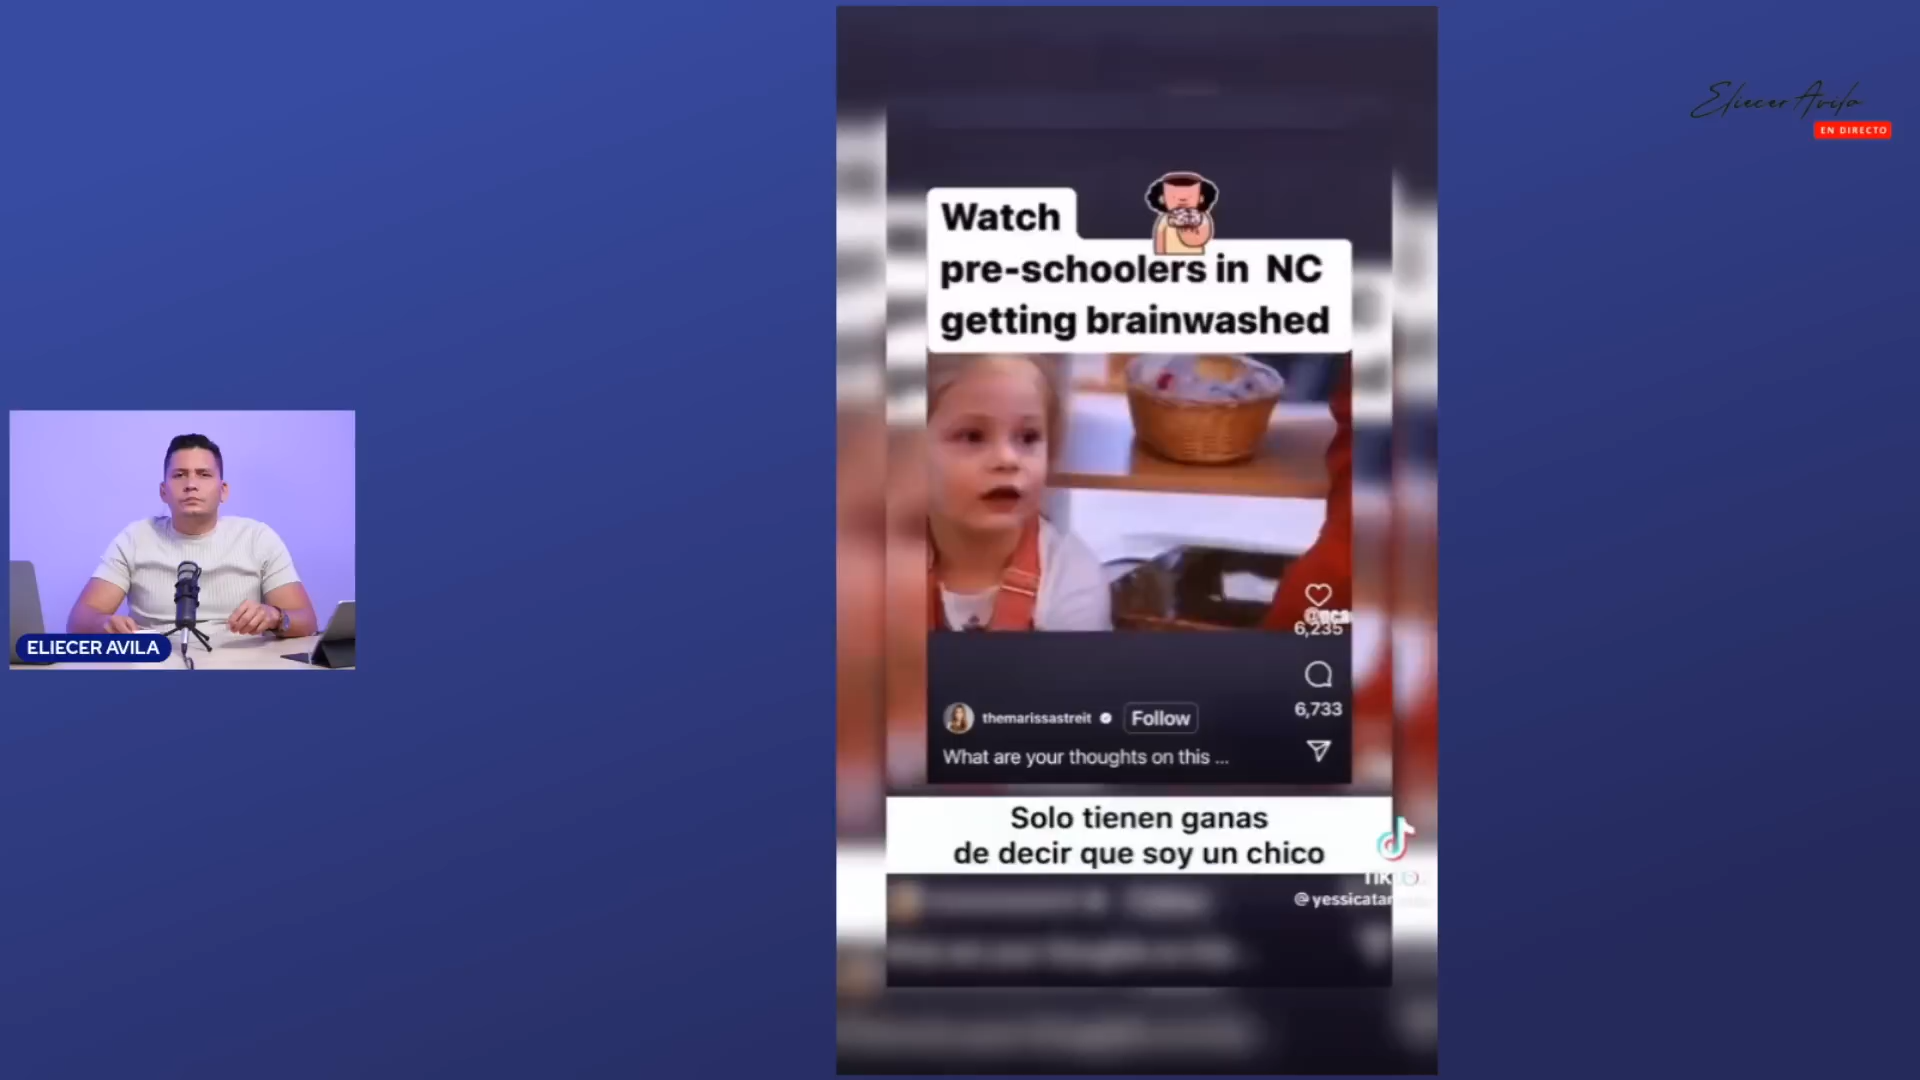 Eliecer Avila
EN DIRECTO
Watch
pre-schoolers in NC
getting brainwashed
6,235
6,733
themarissastreit
Follow
What are your thoughts on this ...
Solo tienen ganas
de decir que soy un chico
ELIECER AVILA